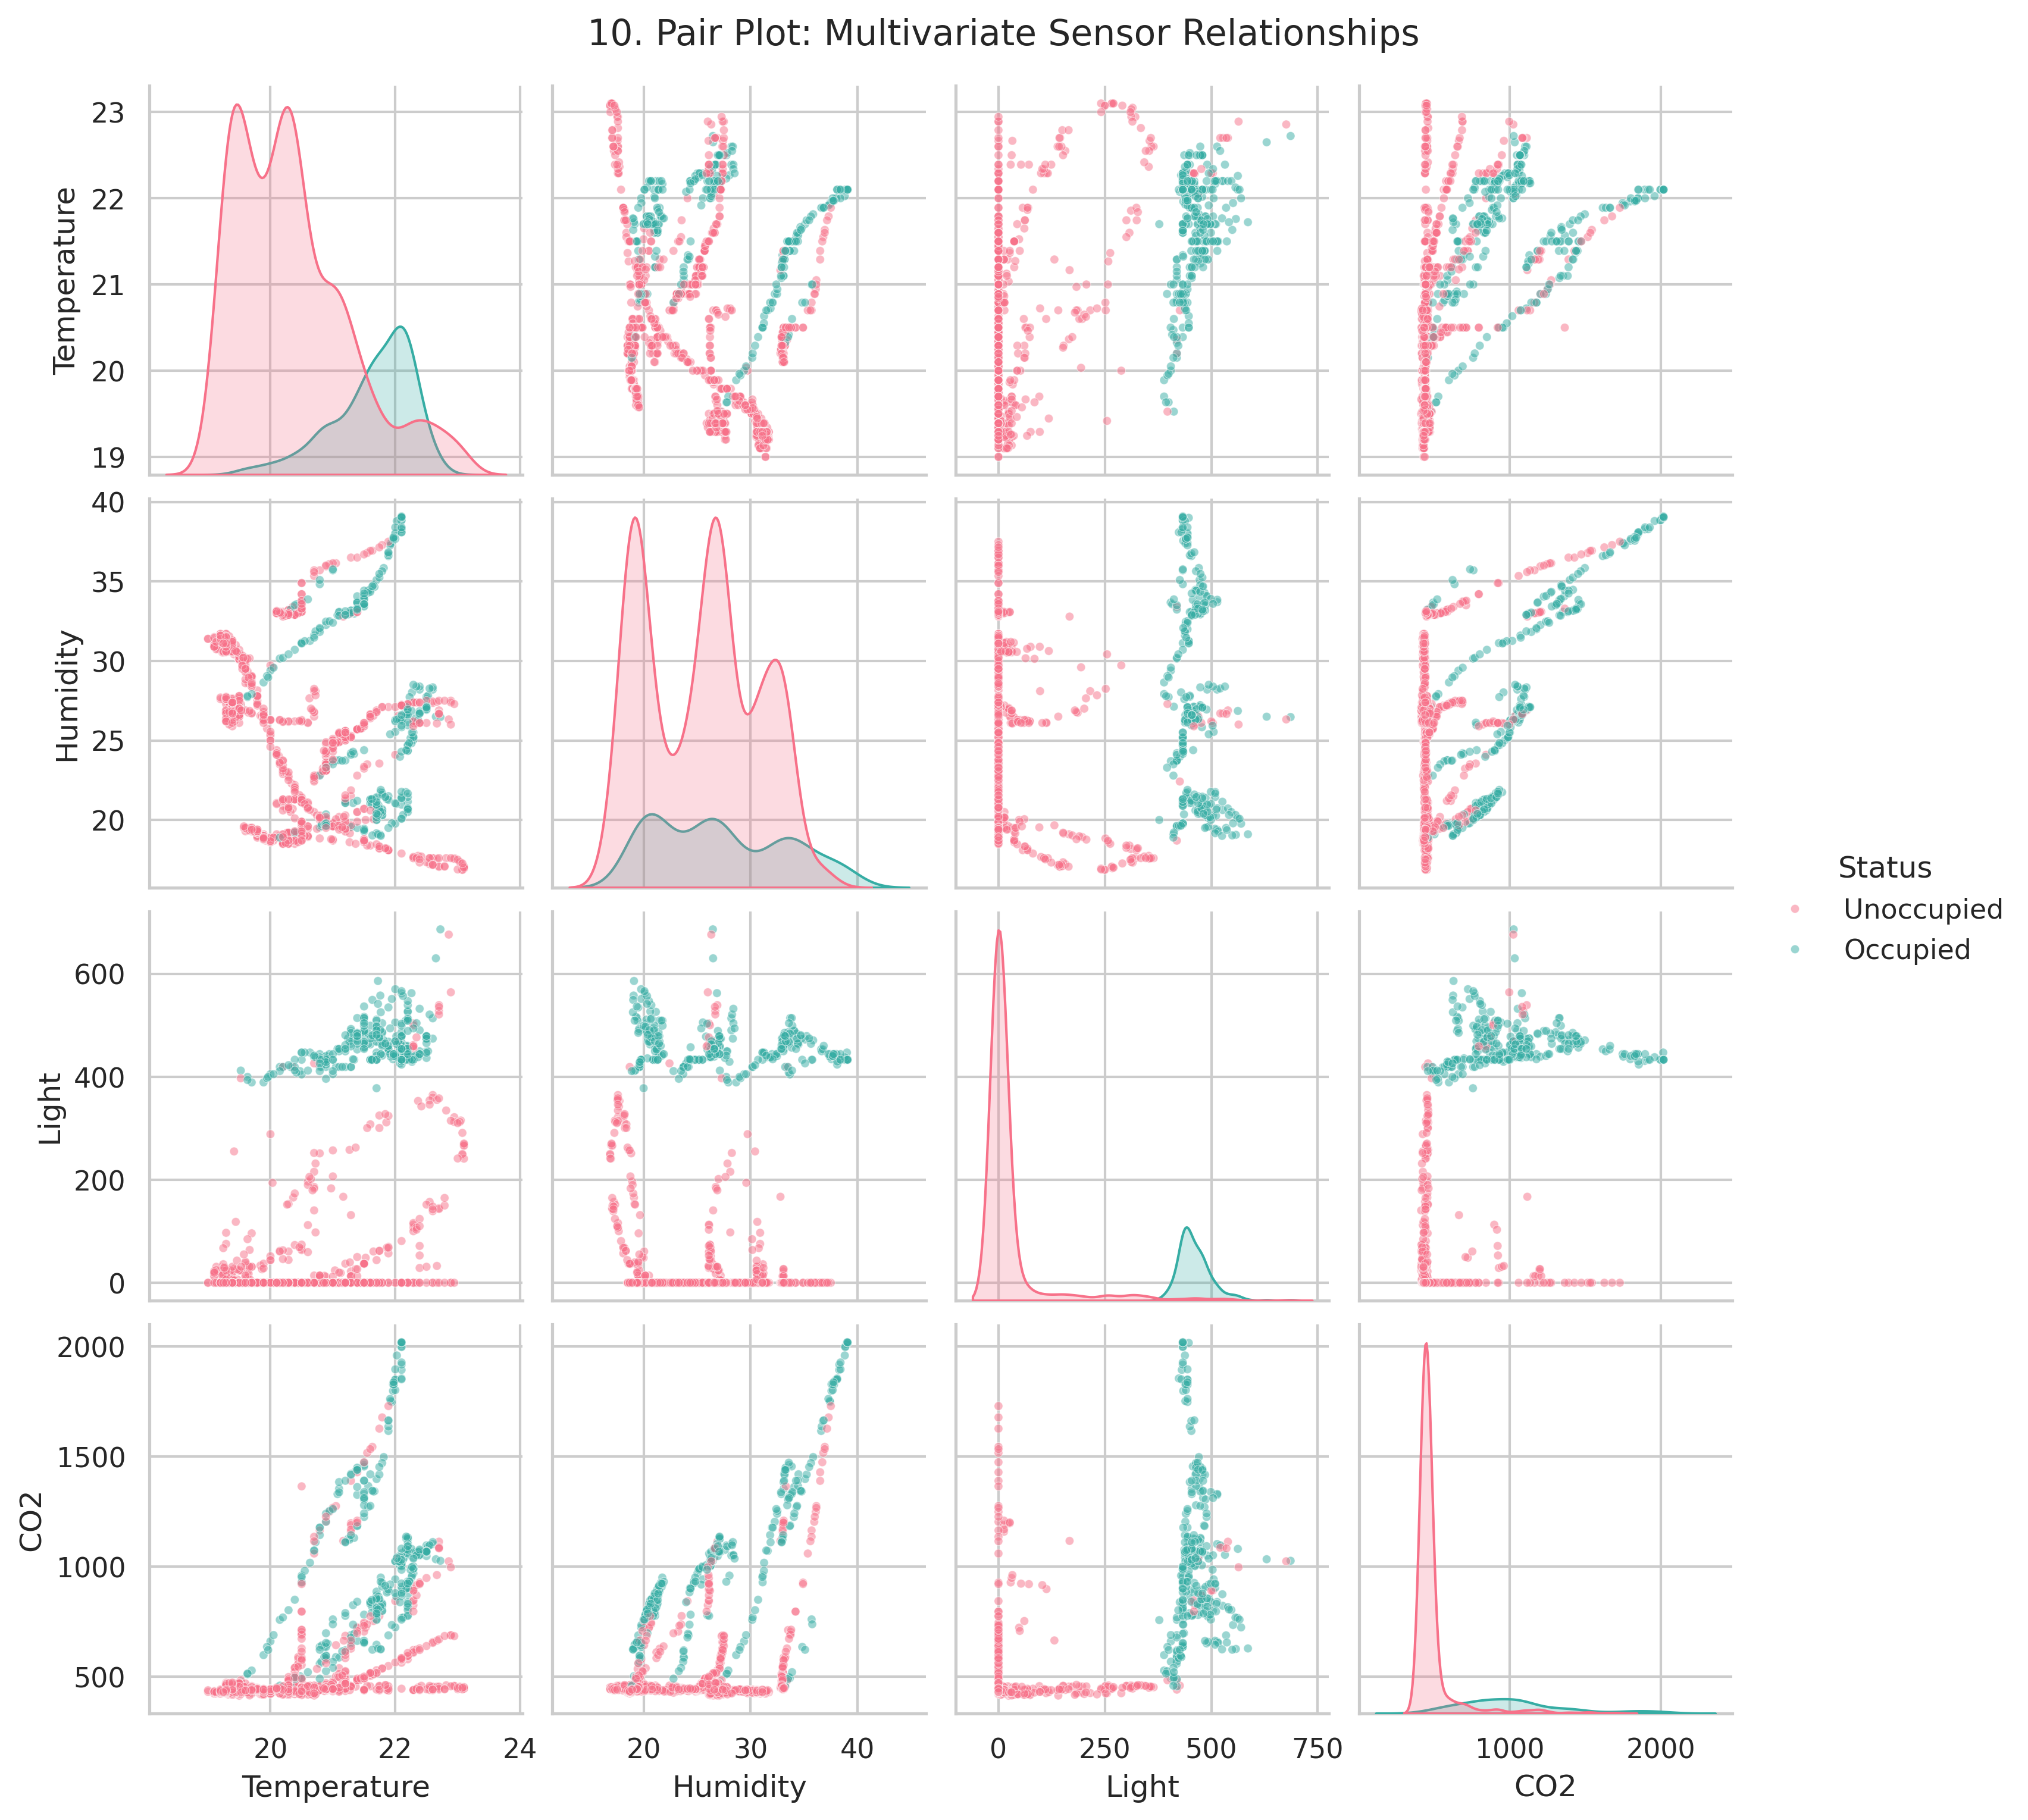 10. Pair Plot: Multivariate Sensor Relationships
Temperature
23
22
21
20
19
Humidity
40
35
30
25
20
Status
Unoccupied
Occupied
Light
600
400
200
0
CO2
2000
1500
1000
500
20 22 24
20 30 40
0 250 500 750
1000 2000
Temperature
Humidity
Light
CO2